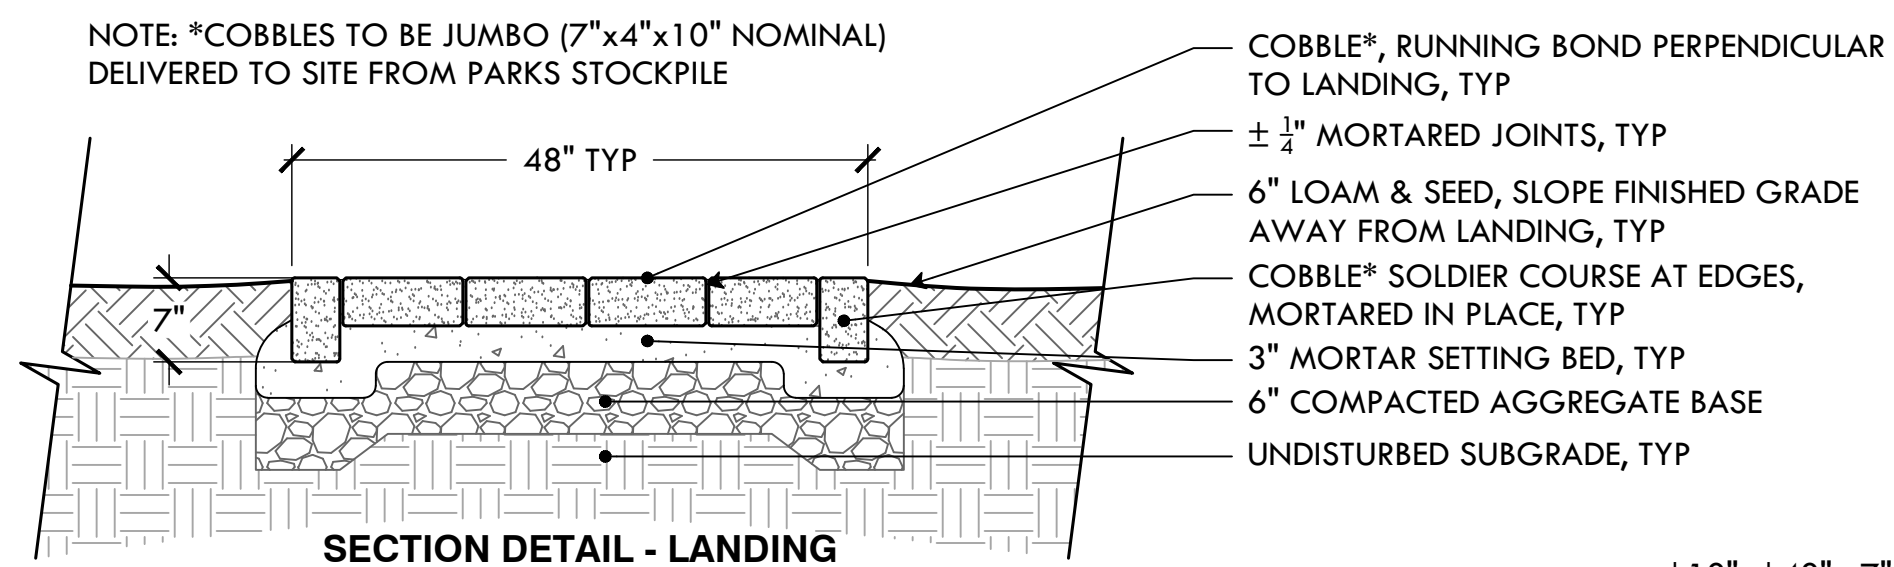 NOTE: *COBBLES TO BE JUMBO (7"x4"x10" NOMINAL)
DELIVERED TO SITE FROM PARKS STOCKPILE
COBBLE*, RUNNING BOND PERPENDICULAR
TO LANDING, TYP
± 1/4" MORTARED JOINTS, TYP
48" TYP
6" LOAM & SEED, SLOPE FINISHED GRADE
AWAY FROM LANDING, TYP
COBBLE* SOLDIER COURSE AT EDGES,
MORTARED IN PLACE, TYP
7"
3" MORTAR SETTING BED, TYP
6" COMPACTED AGGREGATE BASE
UNDISTURBED SUBGRADE, TYP
SECTION DETAIL - LANDING